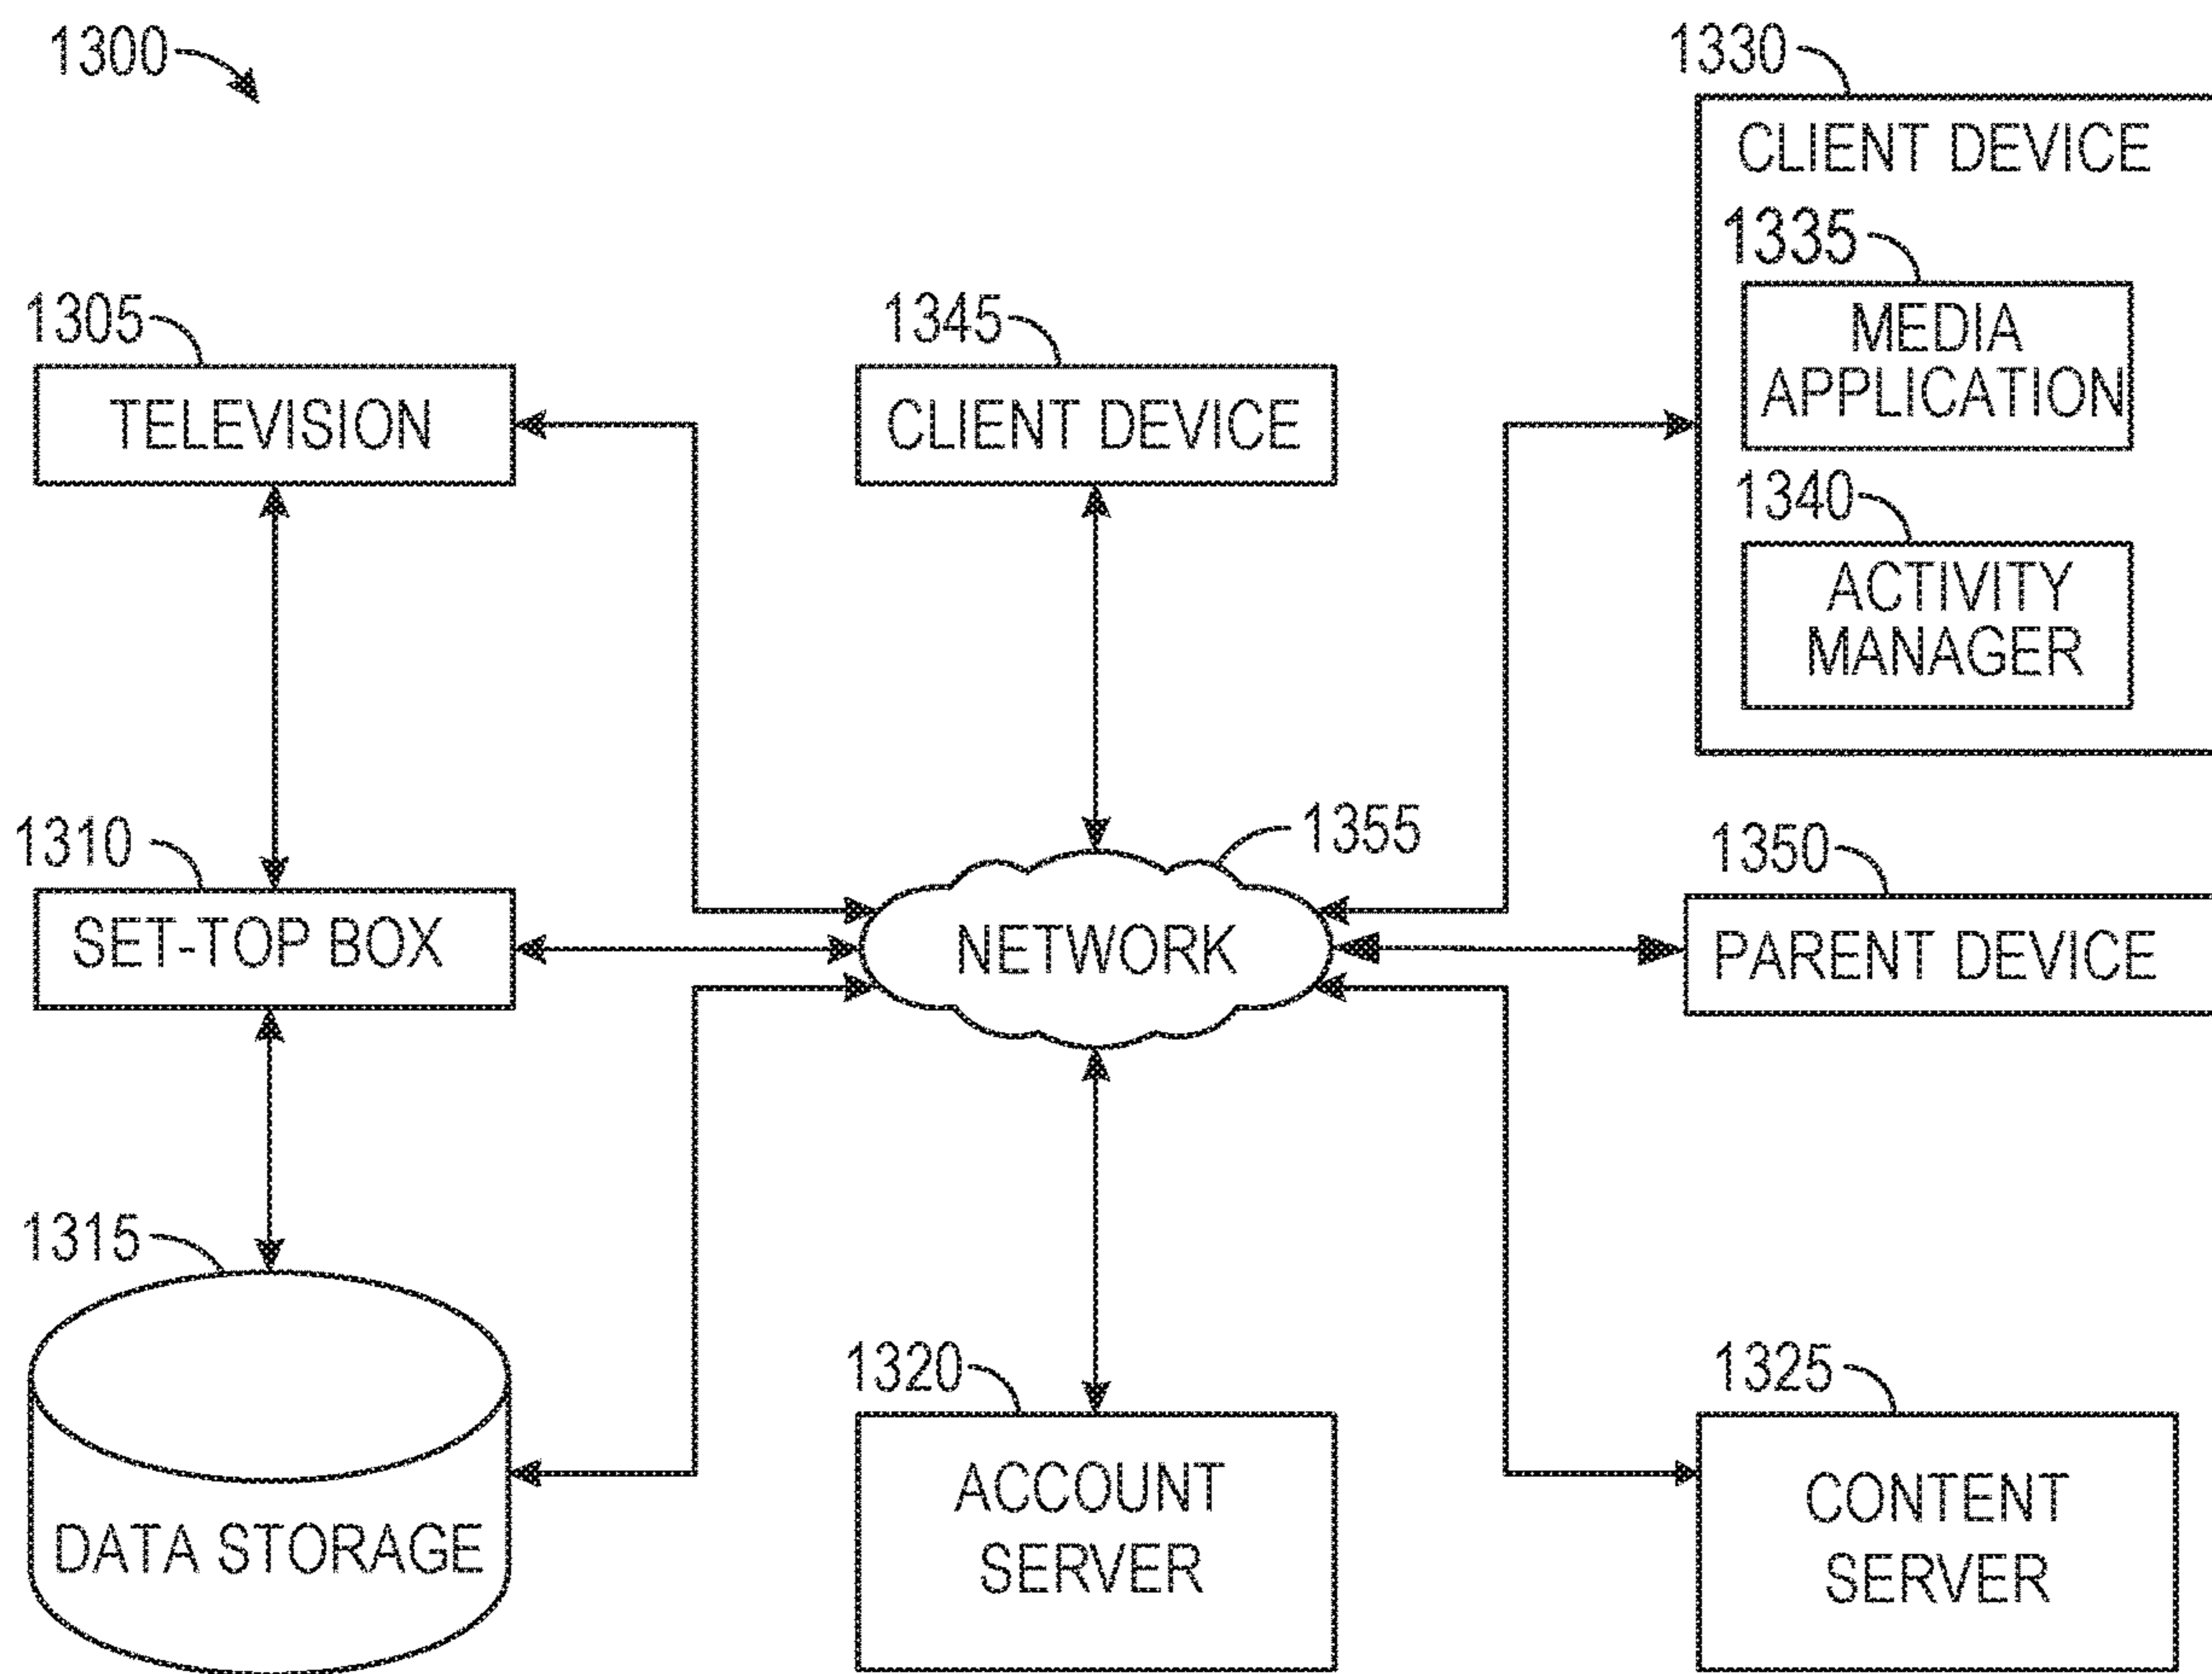 1300
1330
CLIENT DEVICE
1335
MEDIA
APPLICATION
1340
ACTIVITY
MANAGER
1305
TELEVISION
1345
CLIENT DEVICE
1310
SET-TOP BOX
1355
NETWORK
1350
PARENT DEVICE
1315
DATA STORAGE
1320
ACCOUNT
SERVER
1325
CONTENT
SERVER